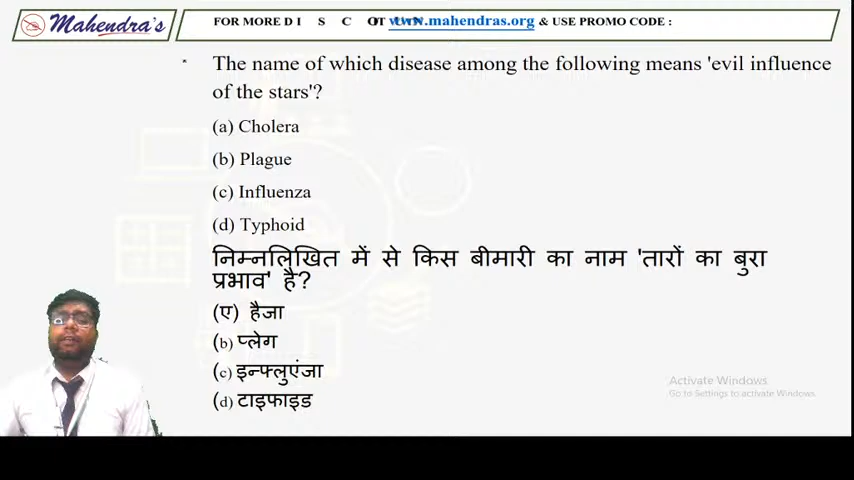 Mahendra's
FOR MORE D I S C www.mahendras.org & USE PROMO CODE :
The name of which disease among the following means 'evil influence
of the stars'?
(a) Cholera
(b) Plague
(c) Influenza
(d) Typhoid
निम्नलिखित में से किस बीमारी का नाम 'तारों का बुरा
प्रभाव' है?
(ए) हैजा
(b) प्लेग
(c) इन्फ्लुएंजा
(d) टाइफाइड
Activate Windows
Go to Settings to activate Windows.